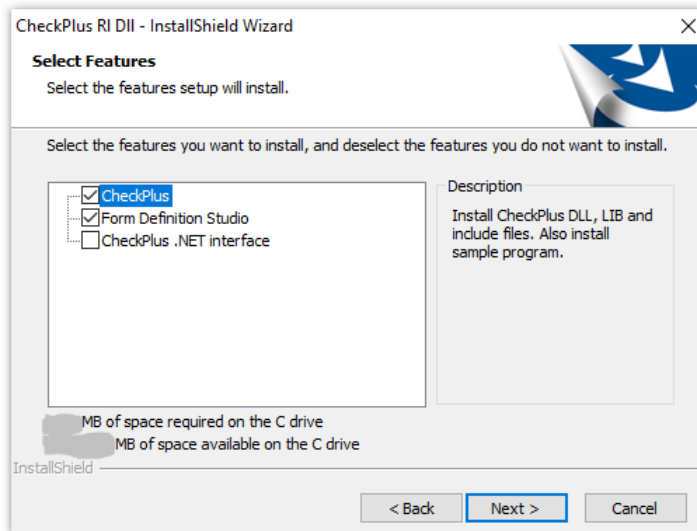 CheckPlus RI Dll - InstallShield Wizard
Select Features
Select the features setup will install.
Select the features you want to install, and deselect the features you do not want to install.
CheckPlus
Form Definition Studio
CheckPlus .NET interface
Description
Install CheckPlus DLL, LIB and
include files. Also install
sample program.
MB of space required on the C drive
MB of space available on the C drive
InstallShield
< Back
Next >
Cancel